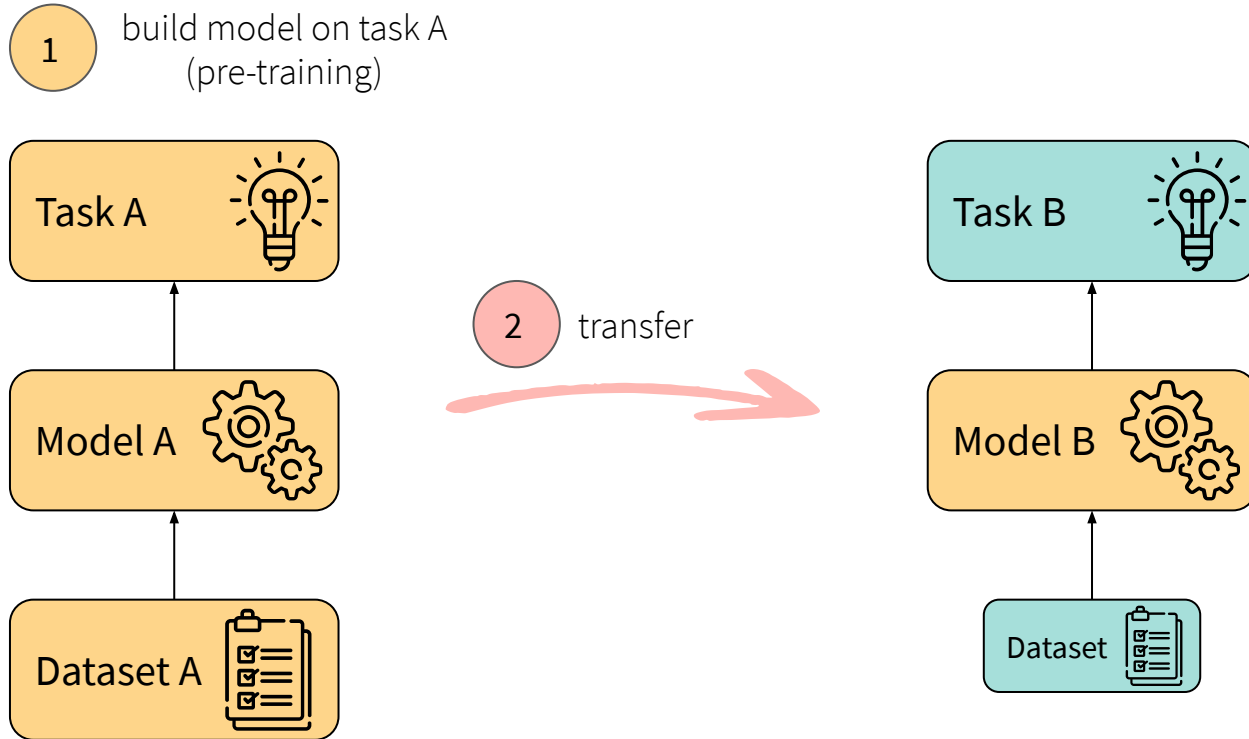 1
build model on task A
(pre-training)
Task A
Model A
Dataset A
2
transfer
Task B
Model B
Dataset